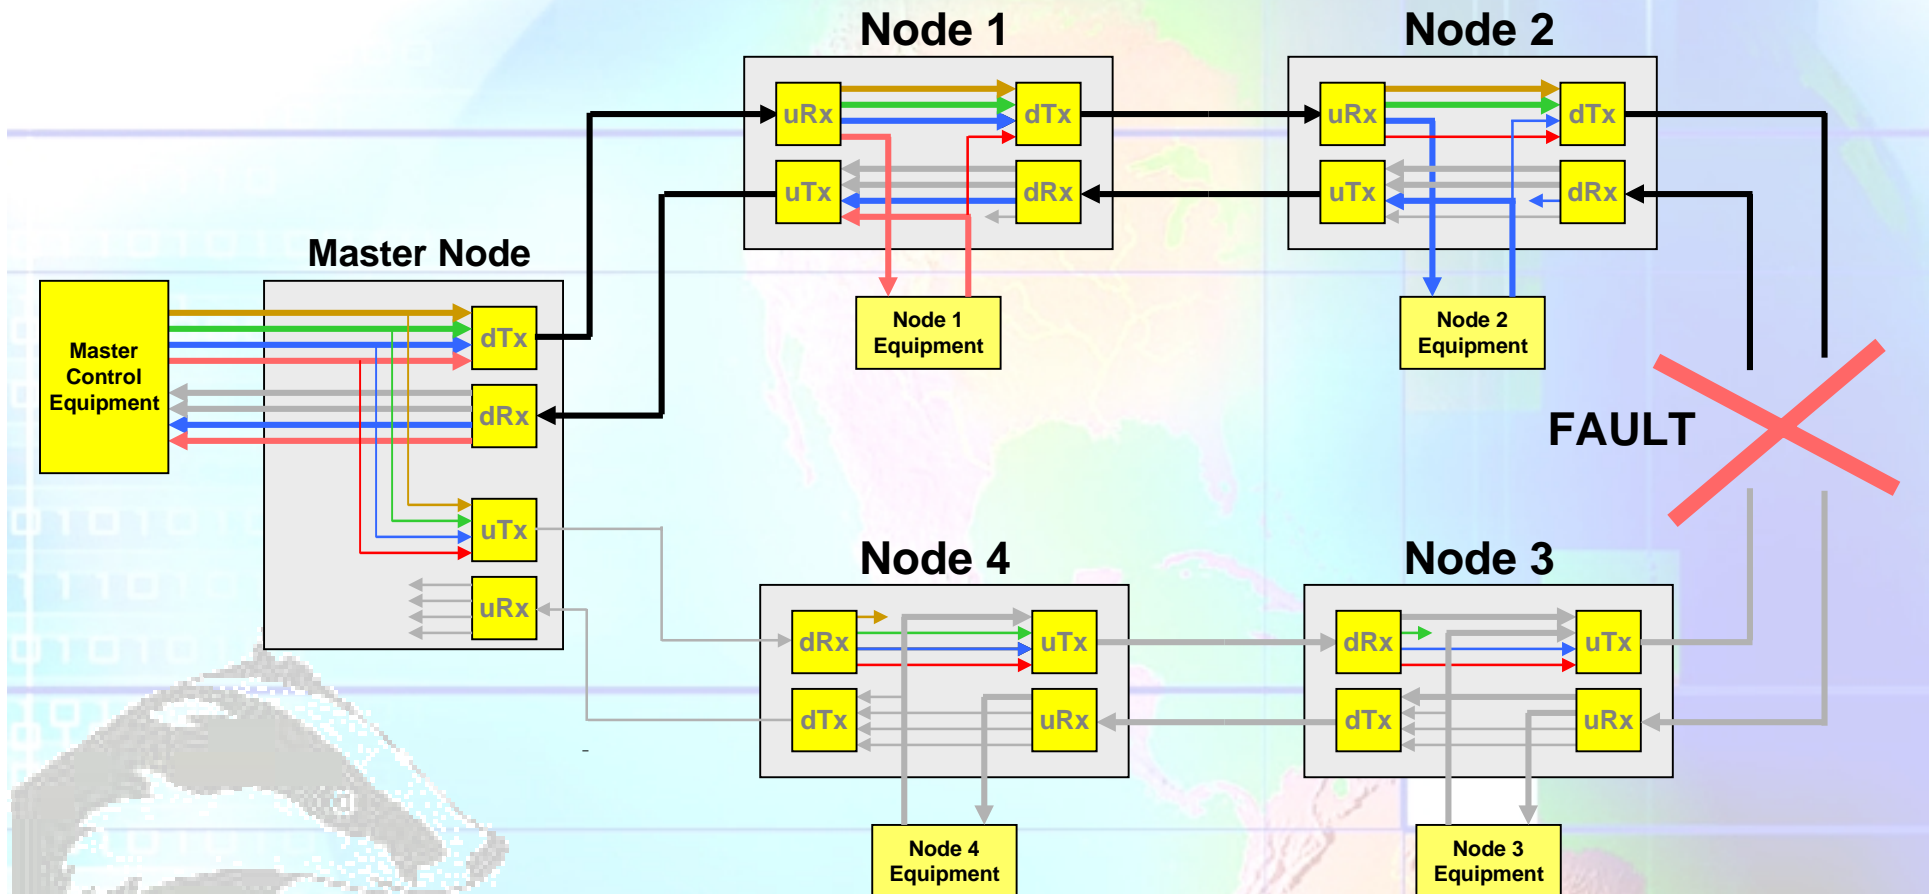 Node 1
Node 2
uRx
dTx
uRx
dTx
uTx
dRx
uTx
dRx
Master Node
Master
Control
Equipment
dTx
dRx
uTx
uRx
Node 1
Equipment
Node 2
Equipment
FAULT
Node 4
Node 3
dRx
uTx
dRx
uTx
dTx
uRx
dTx
uRx
-
Node 4
Equipment
Node 3
Equipment